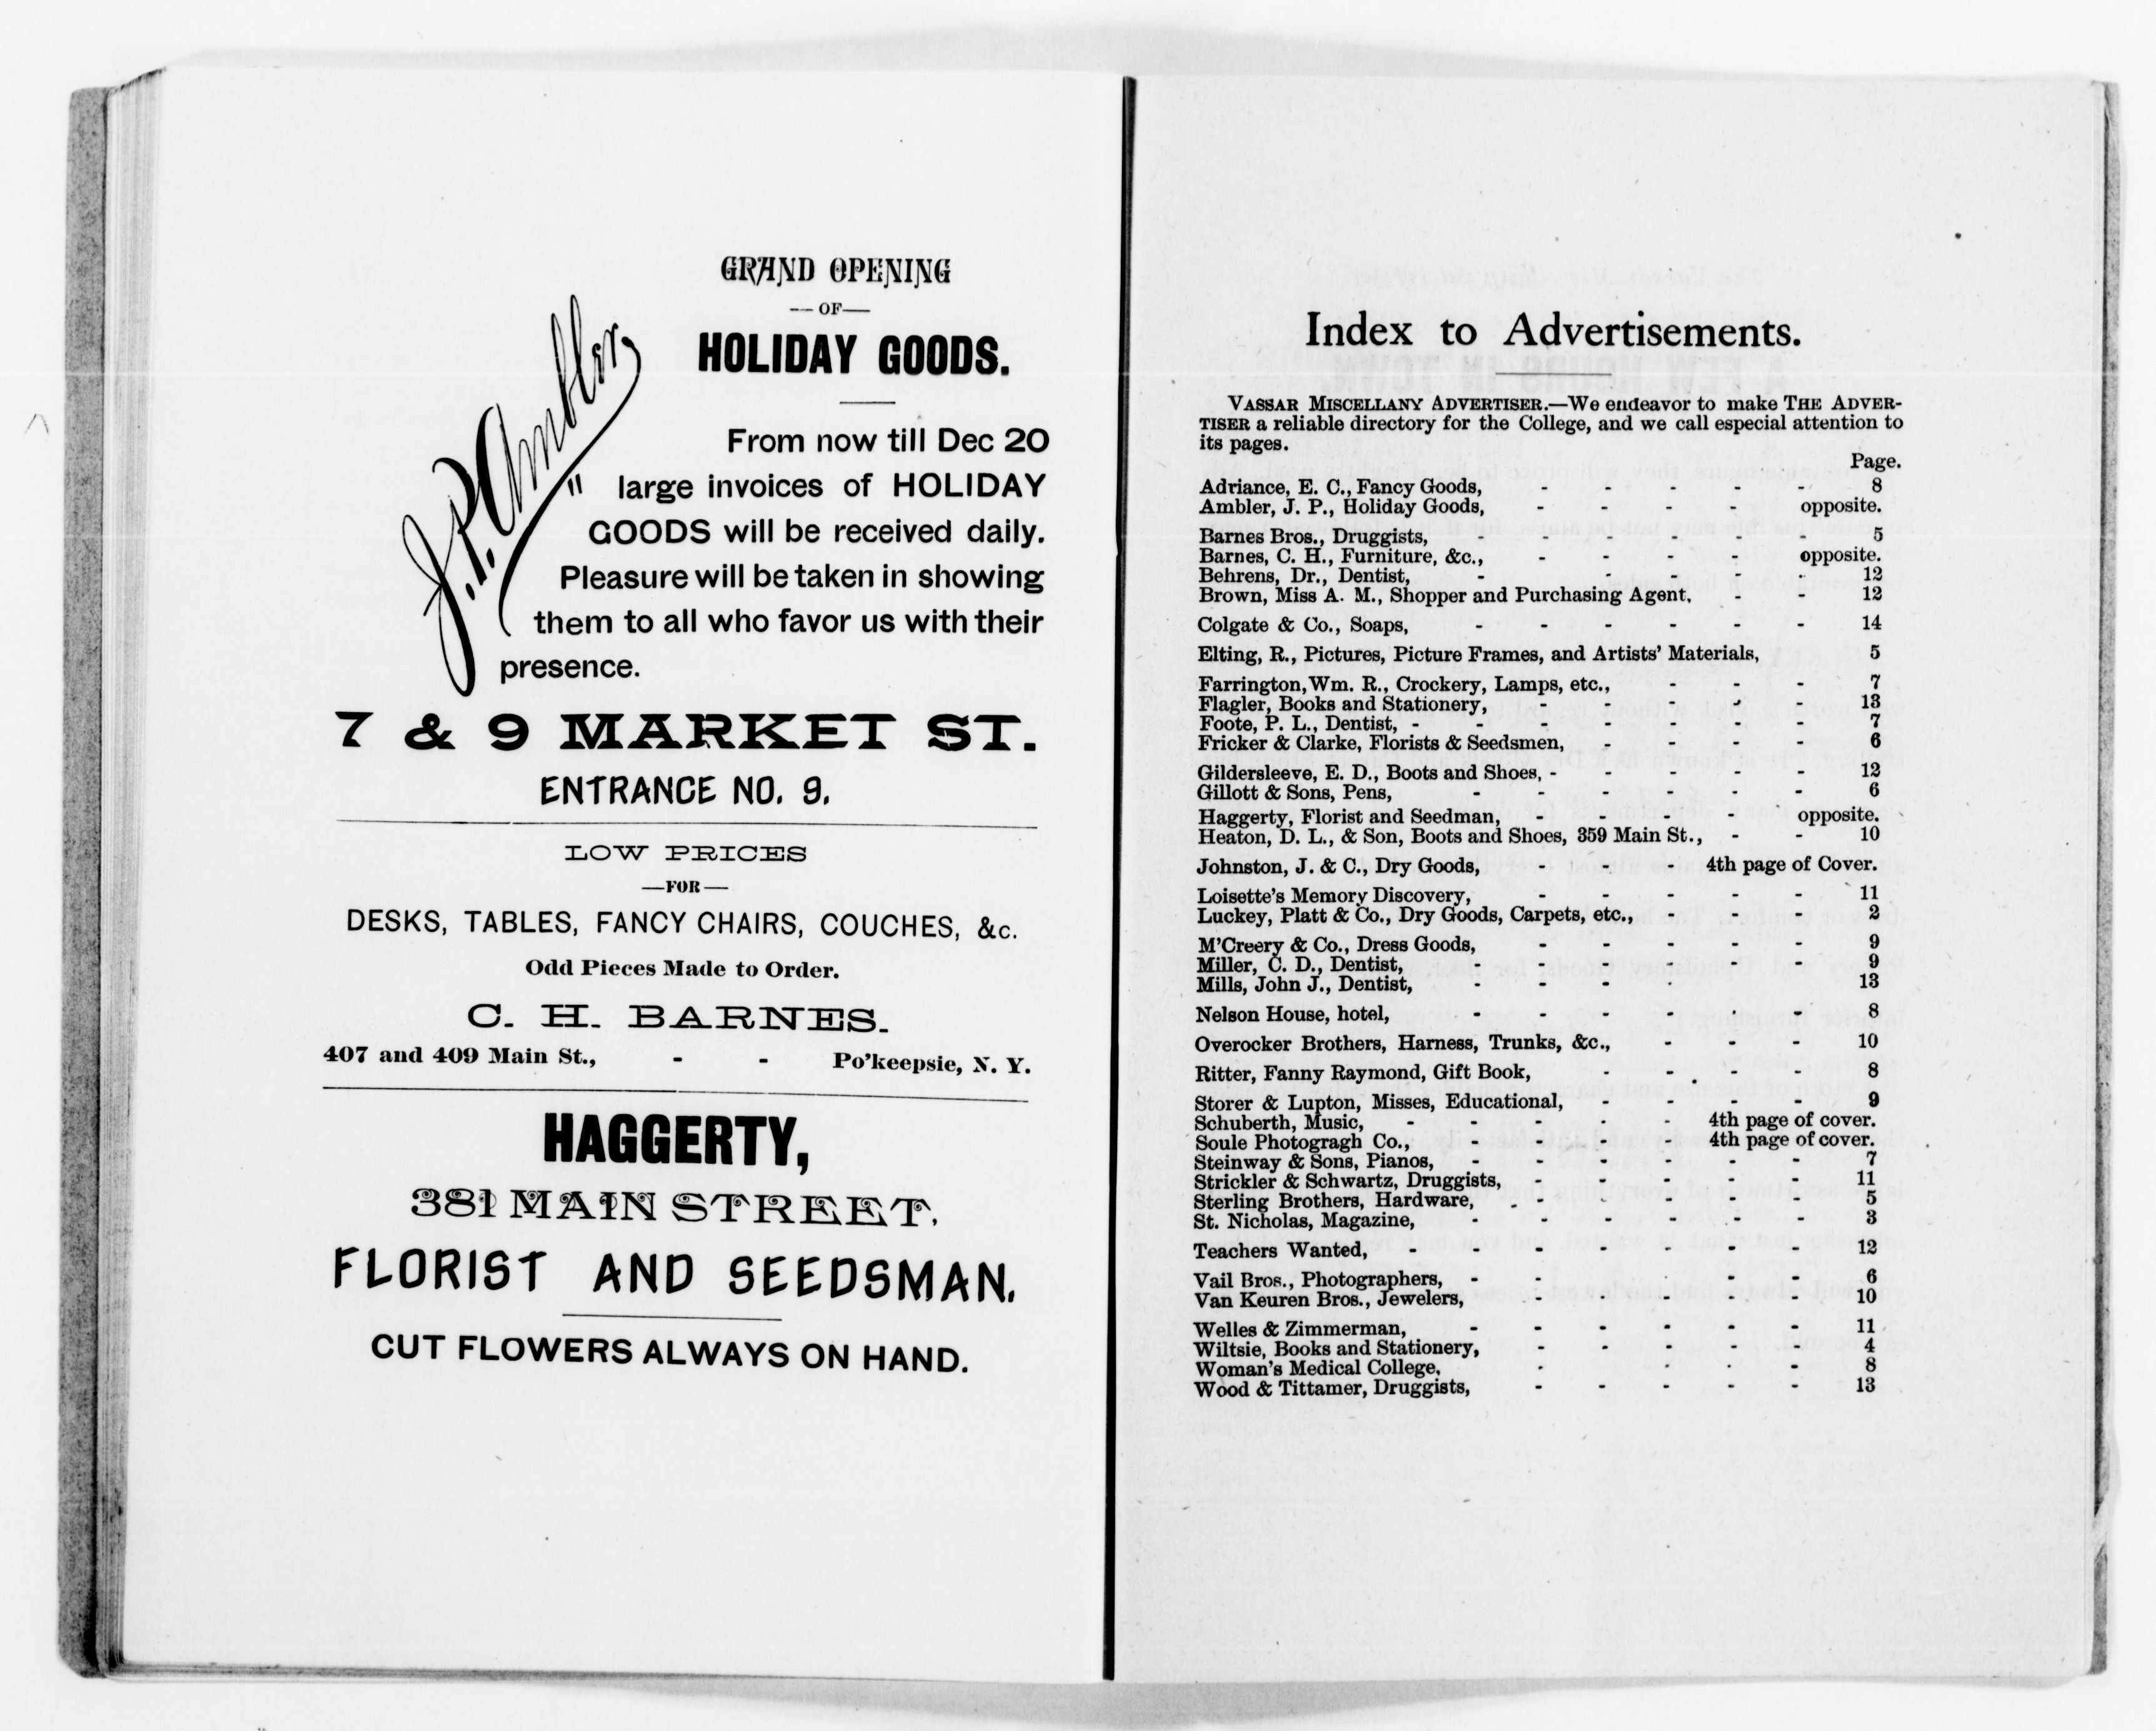 GRAND OPENING
—OF—
HOLIDAY GOODS.
J. P. Ambler,
From now till Dec 20
" large invoices of HOLIDAY
GOODS will be received daily.
Pleasure will be taken in showing
them to all who favor us with their
presence.
7 & 9 MARKET ST.
ENTRANCE NO. 9.
LOW PRICES
—FOR—
DESKS, TABLES, FANCY CHAIRS, COUCHES, &c.
Odd Pieces Made to Order.
C. H. BARNES.
407 and 409 Main St., - - Po'keepsie, N. Y.
HAGGERTY,
381 MAIN STREET.
FLORIST AND SEEDSMAN.
CUT FLOWERS ALWAYS ON HAND.
Index to Advertisements.
VASSAR MISCELLANY ADVERTISER.—We endeavor to make THE ADVER-
TISER a reliable directory for the College, and we call especial attention to
its pages.
Page.
Adriance, E. C., Fancy Goods, - - - - - 8
Ambler, J. P., Holiday Goods, - - - - opposite.
Barnes Bros., Druggists, - - - - - - 5
Barnes, C. H., Furniture, &c., - - - - opposite.
Behrens, Dr., Dentist, - - - - - 12
Brown, Miss A. M., Shopper and Purchasing Agent, - - 12
Colgate & Co., Soaps, - - - - - - 14
Elting, R., Pictures, Picture Frames, and Artists' Materials, 5
Farrington, Wm. R., Crockery, Lamps, etc., - - - 7
Flagler, Books and Stationery, - - - - - 13
Foote, P. L., Dentist, - - - - - - - 7
Fricker & Clarke, Florists & Seedsmen, - - - - 6
Gildersleeve, E. D., Boots and Shoes, - - - - - 12
Gillott & Sons, Pens, - - - - - - 6
Haggerty, Florist and Seedman, - - - opposite.
Heaton, D. L., & Son, Boots and Shoes, 359 Main St., - - 10
Johnston, J. & C., Dry Goods, - - - 4th page of Cover.
Loisette's Memory Discovery, - - - - - 11
Luckey, Platt & Co., Dry Goods, Carpets, etc., - - - 2
M'Creery & Co., Dress Goods, - - - - - 9
Miller, C. D., Dentist, - - - - - - 9
Mills, John J., Dentist, - - - - 13
Nelson House, hotel, - - - - - - 8
Overocker Brothers, Harness, Trunks, &c., - - - 10
Ritter, Fanny Raymond, Gift Book, - - - - 8
Storer & Lupton, Misses, Educational, - - - - 9
Schuberth, Music, - - - - - 4th page of cover.
Soule Photogragh Co., - - - - 4th page of cover.
Steinway & Sons, Pianos, - - - - - - 7
Strickler & Schwartz, Druggists, - - - - - 11
Sterling Brothers, Hardware, - - - - - - 5
St. Nicholas, Magazine, - - - - - - 3
Teachers Wanted, - - - - - - - 12
Vail Bros., Photographers, - - - - - 6
Van Keuren Bros., Jewelers, - - - - - 10
Welles & Zimmerman, - - - - - - 11
Wiltsie, Books and Stationery, - - - - - 4
Woman's Medical College, - - - - - 8
Wood & Tittamer, Druggists, - - - - - 13